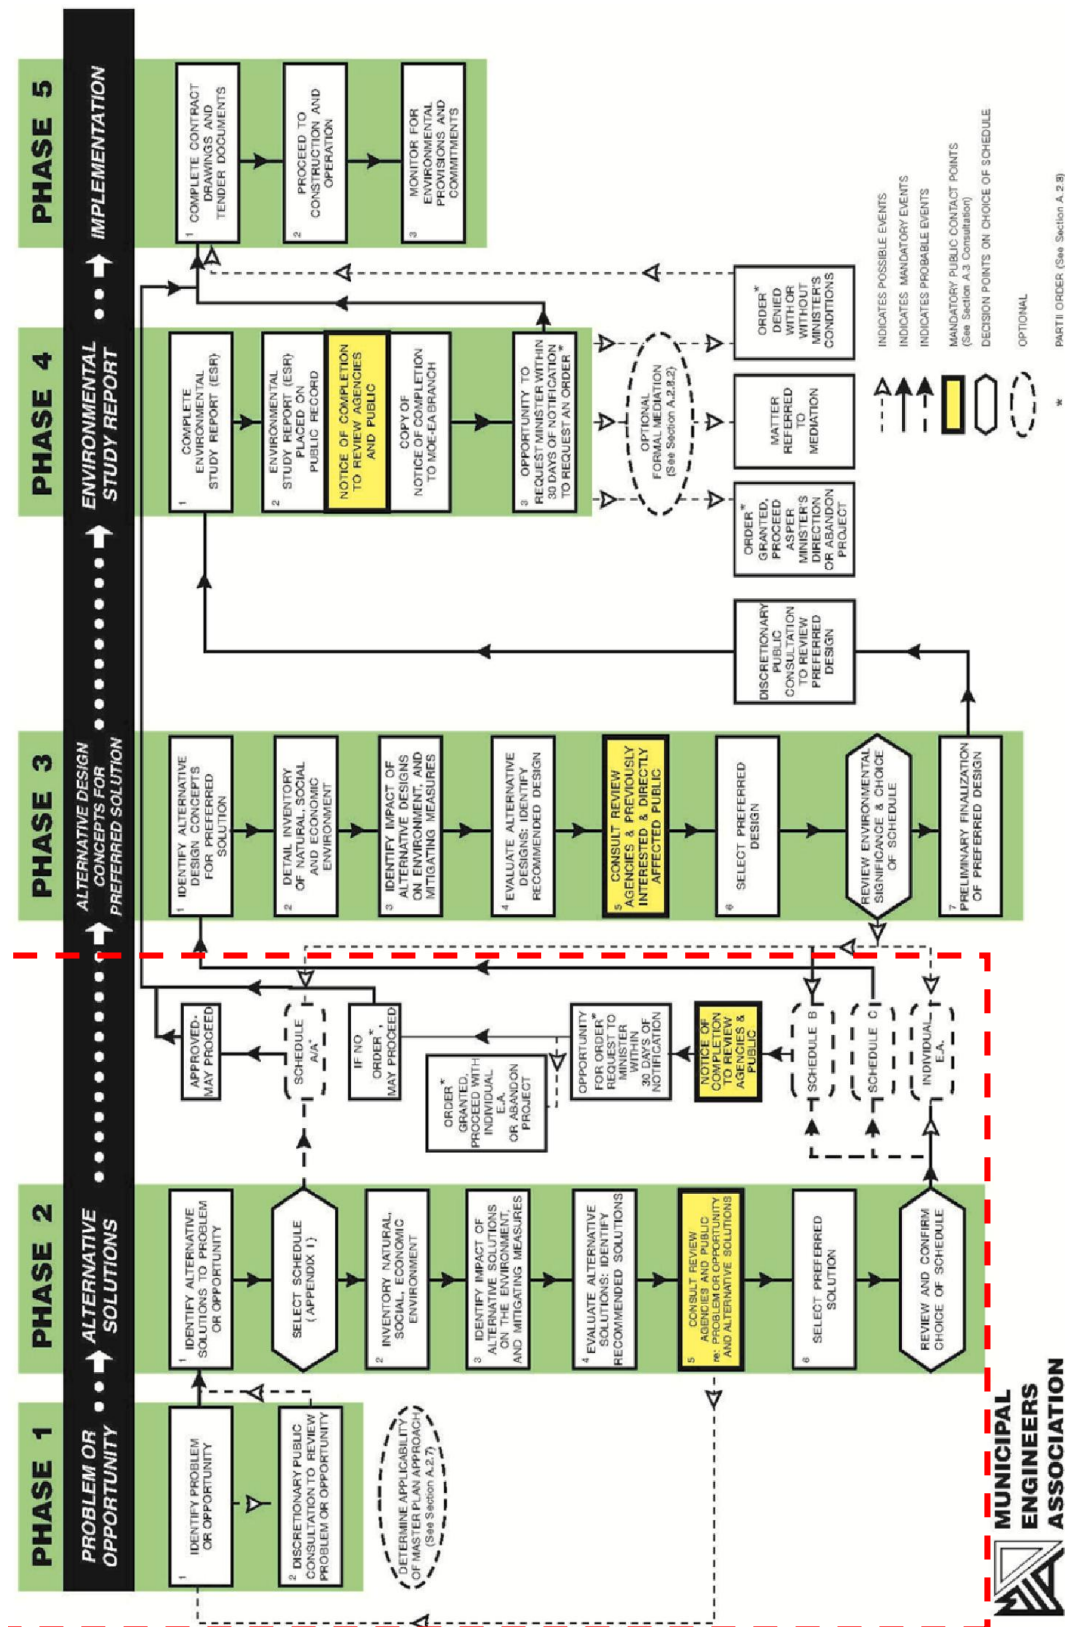 PHASE 1
PROBLEM OR
OPPORTUNITY
1
IDENTIFY PROBLEM
OR OPPORTUNITY
2
DISCRETIONARY PUBLIC
CONSULTATION TO REVIEW
PROBLEM OR OPPORTUNITY
DETERMINE APPLICABILITY
OF MASTER PLAN APPROACH
(See Section A.2.7)
PHASE 2
ALTERNATIVE
SOLUTIONS
1
IDENTIFY ALTERNATIVE
SOLUTIONS TO PROBLEM
OR OPPORTUNITY
SELECT SCHEDULE
(APPENDIX I)
2
INVENTORY NATURAL,
SOCIAL, ECONOMIC
ENVIRONMENT
3
IDENTIFY IMPACT OF
ALTERNATIVE SOLUTIONS
ON THE ENVIRONMENT,
AND MITIGATING MEASURES
4
EVALUATE ALTERNATIVE
SOLUTIONS: IDENTIFY
RECOMMENDED SOLUTIONS
5
CONSULT REVIEW
AGENCIES AND PUBLIC
re: PROBLEM OR OPPORTUNITY
AND ALTERNATIVE SOLUTIONS
6
SELECT PREFERRED
SOLUTION
REVIEW AND CONFIRM
CHOICE OF SCHEDULE
APPROVED-
MAY PROCEED
SCHEDULE
A/A+
IF NO
ORDER*,
MAY PROCEED
ORDER*
GRANTED,
PROCEED WITH
INDIVIDUAL
E.A.
OR ABANDON
PROJECT
OPPORTUNITY
FOR ORDER*
REQUEST TO
MINISTER
WITHIN
30 DAYS OF
NOTIFICATION
NOTICE OF
COMPLETION
TO REVIEW
AGENCIES &
PUBLIC
SCHEDULE B
SCHEDULE C
INDIVIDUAL
E.A.
PHASE 3
ALTERNATIVE DESIGN
CONCEPTS FOR
PREFERRED SOLUTION
1
IDENTIFY ALTERNATIVE
DESIGN CONCEPTS
FOR PREFERRED
SOLUTION
2
DETAIL INVENTORY
OF NATURAL, SOCIAL
AND ECONOMIC
ENVIRONMENT
3
IDENTIFY IMPACT OF
ALTERNATIVE DESIGNS
ON ENVIRONMENT, AND
MITIGATING MEASURES
4
EVALUATE ALTERNATIVE
DESIGNS: IDENTIFY
RECOMMENDED DESIGN
5
CONSULT REVIEW
AGENCIES & PREVIOUSLY
INTERESTED & DIRECTLY
AFFECTED PUBLIC
6
SELECT PREFERRED
DESIGN
REVIEW ENVIRONMENTAL
SIGNIFICANCE & CHOICE
OF SCHEDULE
7
PRELIMINARY FINALIZATION
OF PREFERRED DESIGN
DISCRETIONARY
PUBLIC
CONSULTATION
TO REVIEW
PREFERRED
DESIGN
PHASE 4
ENVIRONMENTAL
STUDY REPORT
1
COMPLETE
ENVIRONMENTAL
STUDY REPORT (ESR)
2
ENVIRONMENTAL
STUDY REPORT (ESR)
PLACED ON
PUBLIC RECORD
NOTICE OF COMPLETION
TO REVIEW AGENCIES
AND PUBLIC
COPY OF
NOTICE OF COMPLETION
TO MOE-EA BRANCH
3
OPPORTUNITY TO
REQUEST MINISTER WITHIN
30 DAYS OF NOTIFICATION
TO REQUEST AN ORDER*
OPTIONAL
FORMAL MEDIATION
(See Section A.2.8.2)
ORDER*
GRANTED,
PROCEED
AS PER
MINISTER'S
DIRECTION
OR ABANDON
PROJECT
MATTER
REFERRED
TO
MEDIATION
ORDER*
DENIED
WITH OR
WITHOUT
MINISTER'S
CONDITIONS
PHASE 5
IMPLEMENTATION
1
COMPLETE CONTRACT
DRAWINGS AND
TENDER DOCUMENTS
2
PROCEED TO
CONSTRUCTION AND
OPERATION
3
MONITOR FOR
ENVIRONMENTAL
PROVISIONS AND
COMMITMENTS
INDICATES POSSIBLE EVENTS
INDICATES MANDATORY EVENTS
INDICATES PROBABLE EVENTS
MANDATORY PUBLIC CONTACT POINTS
(See Section A.3 Consultation)
DECISION POINTS ON CHOICE OF SCHEDULE
OPTIONAL
* PART II ORDER (See Section A.2.8)
MUNICIPAL
ENGINEERS
ASSOCIATION